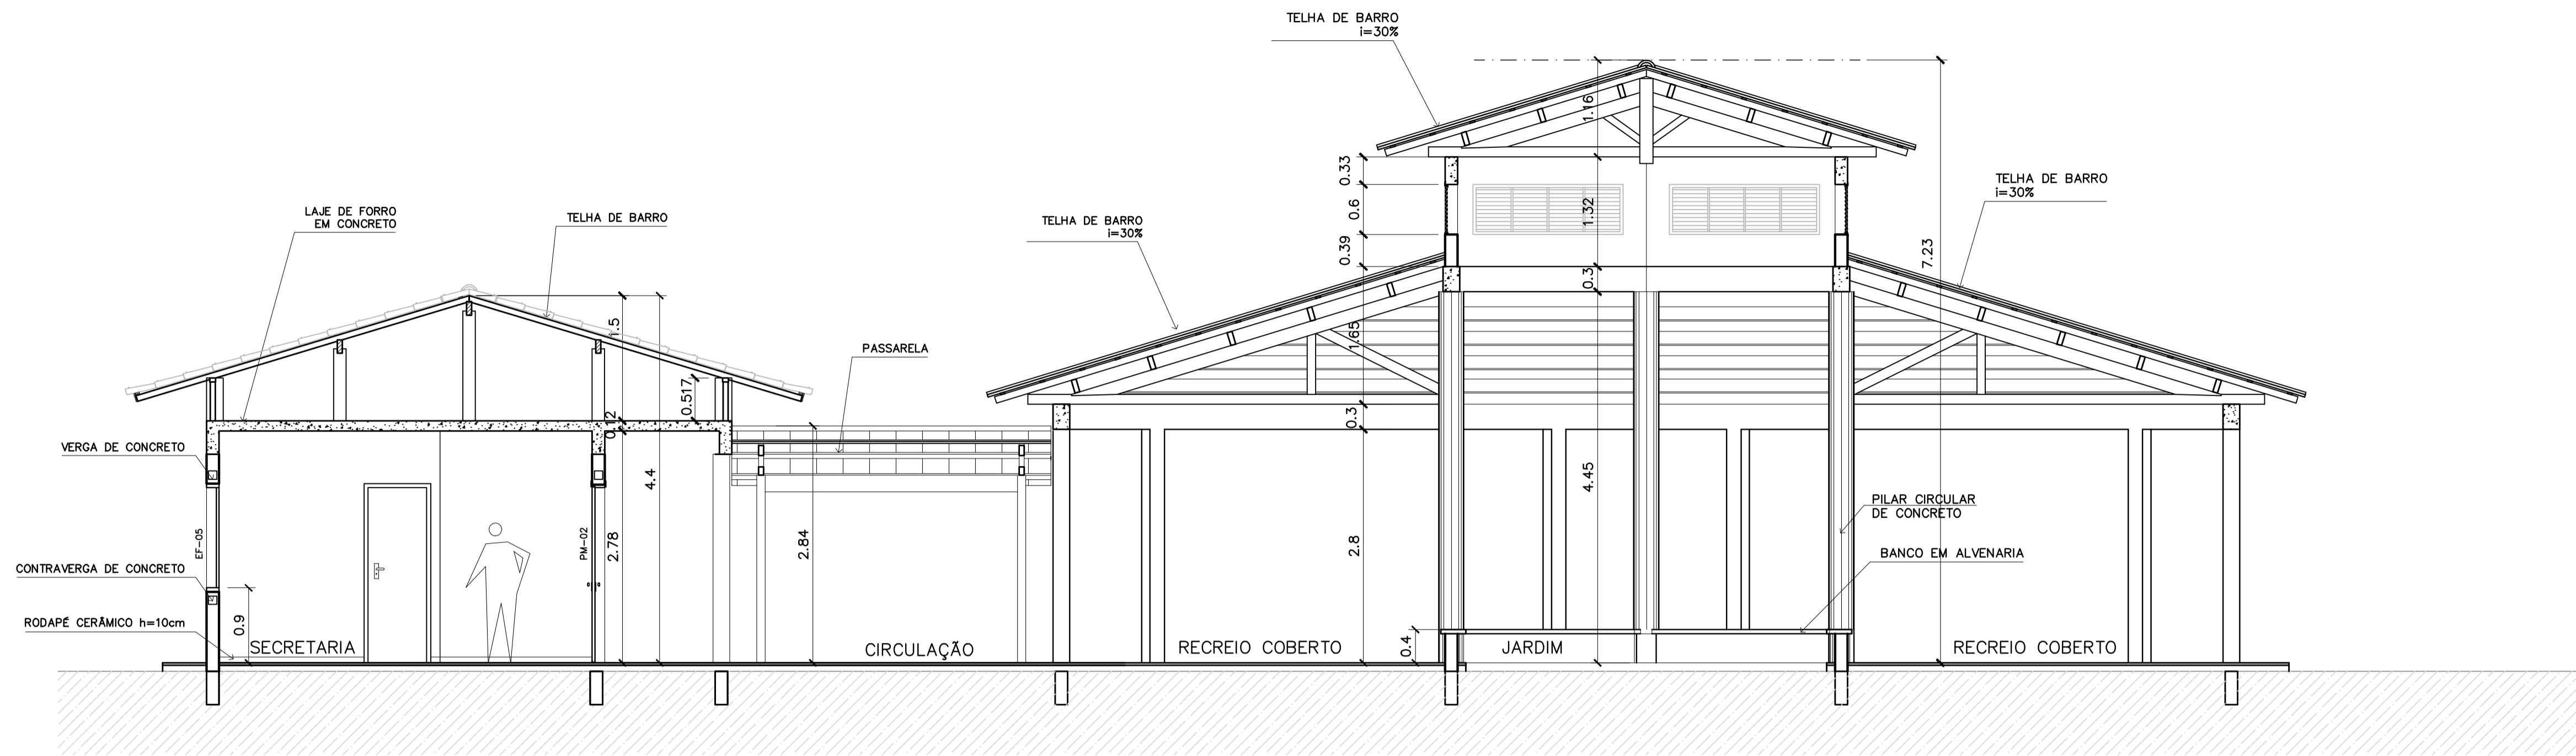 TELHA DE BARRO
i=30%
1.16
0.33
TELHA DE BARRO
i=30%
LAJE DE FORRO
EM CONCRETO
TELHA DE BARRO
TELHA DE BARRO
i=30%
0.6
1.32
0.39
0.3
7.23
1.5
1.65
PASSARELA
0.517
0.12
0.3
VERGA DE CONCRETO
4.4
4.45
PILAR CIRCULAR
DE CONCRETO
EF-05
PM-02
2.78
2.84
2.8
BANCO EM ALVENARIA
CONTRAVERGA DE CONCRETO
RODAPÉ CERÂMICO h=10cm
0.9
0.4
SECRETARIA
CIRCULAÇÃO
RECREIO COBERTO
JARDIM
RECREIO COBERTO